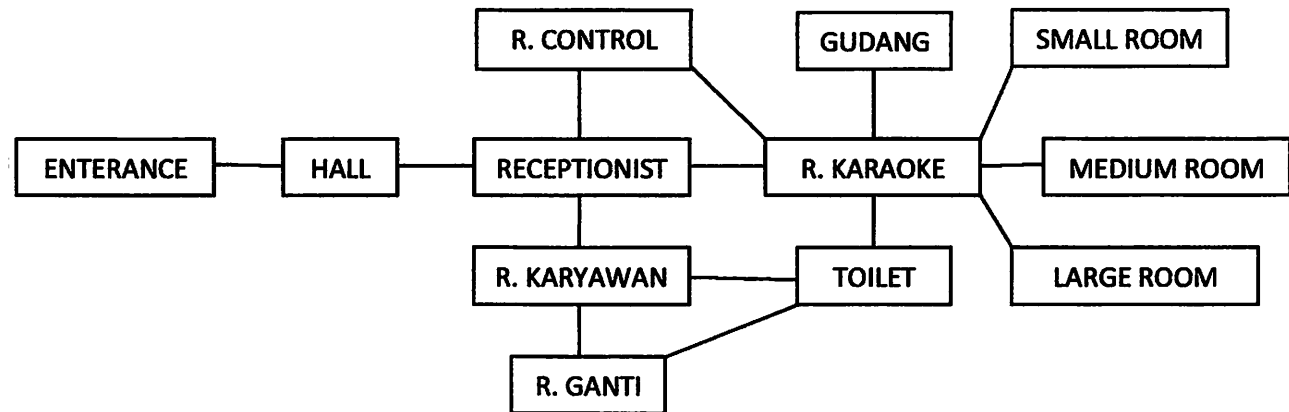 R. CONTROL
GUDANG
SMALL ROOM
ENTERANCE
HALL
RECEPTIONIST
R. KARAOKE
MEDIUM ROOM
R. KARYAWAN
TOILET
LARGE ROOM
R. GANTI